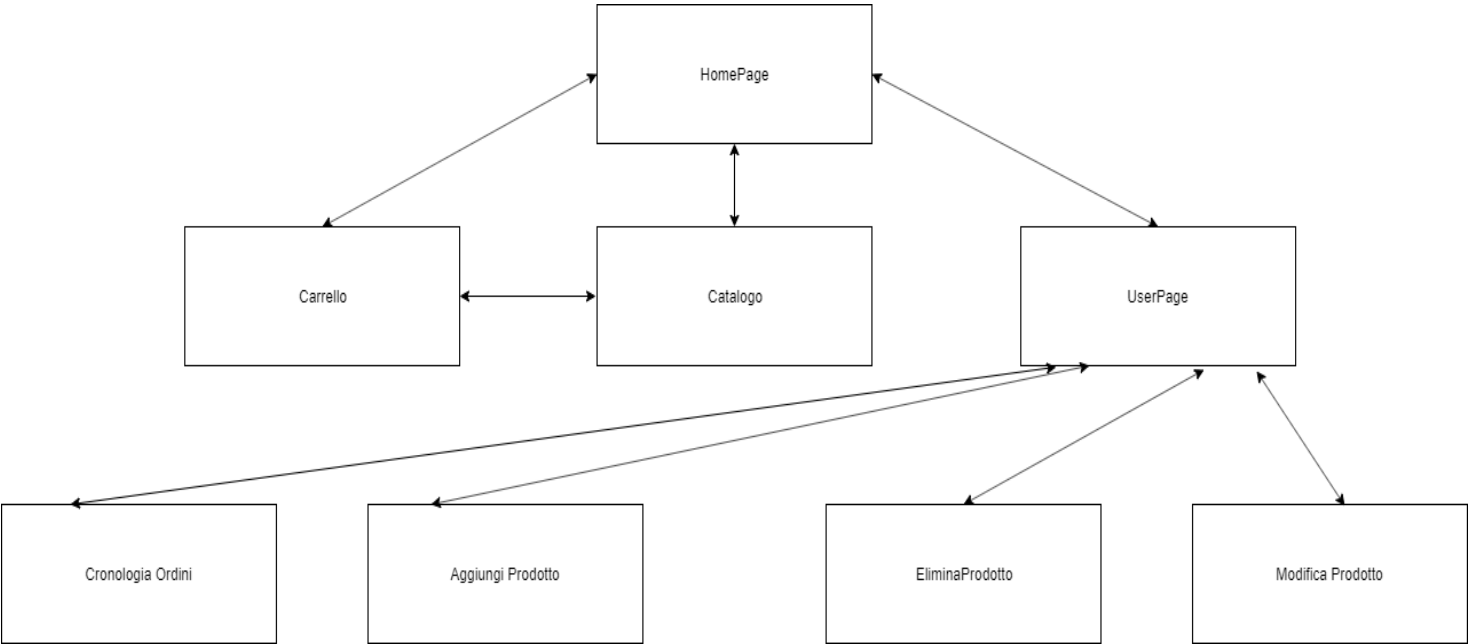 HomePage
Carrello
Catalogo
UserPage
Cronologia Ordini
Aggiungi Prodotto
EliminaProdotto
Modifica Prodotto